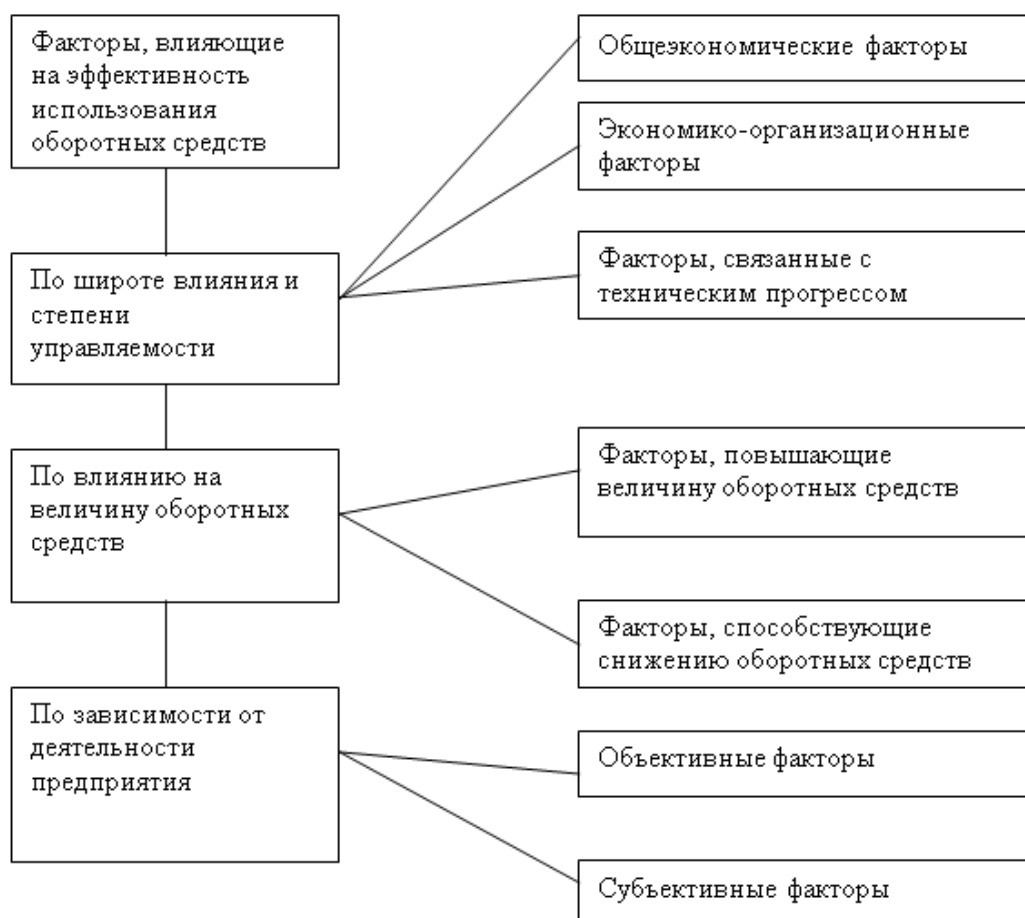 Факторы, влияющие
на эффективность
использования
оборотных средств
По широте влияния и
степени
управляемости
Общеэкономические факторы
Экономико-организационные
факторы
Факторы, связанные с
техническим прогрессом
По влиянию на
величину оборотных
средств
Факторы, повышающие
величину оборотных средств
Факторы, способствующие
снижению оборотных средств
По зависимости от
деятельности
предприятия
Объективные факторы
Субъективные факторы